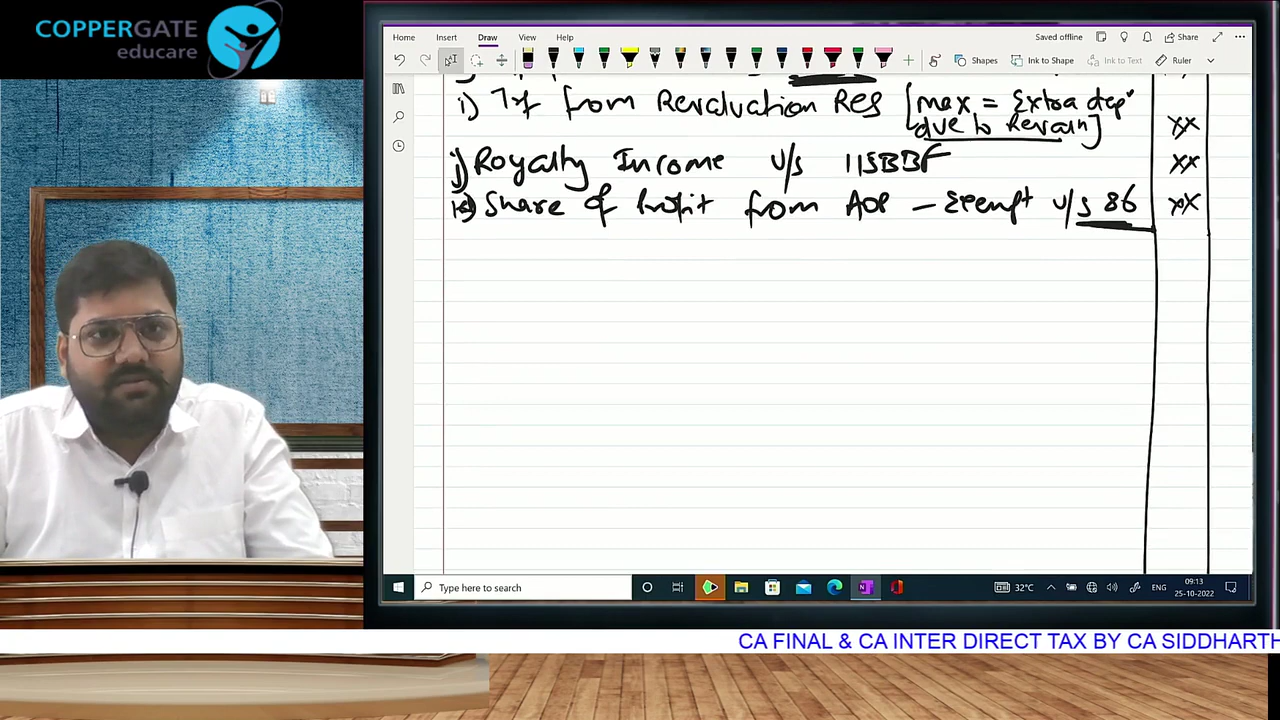 COPPERGATE
educare
Home Insert Draw View Help
Saved offline
Share
Shapes
Ink to Shape
Ink to Text
Ruler
i) Tf from Revaluation Res [max = Extra dep"
due to Revaln] xx
j) Royalty Income u/s 115BBF xx
k) Share of Profit from AOP - Exempt u/s 86 xx
Type here to search
32°C
ENG
09:13
25-10-2022
CA FINAL & CA INTER DIRECT TAX BY CA SIDDHARTH